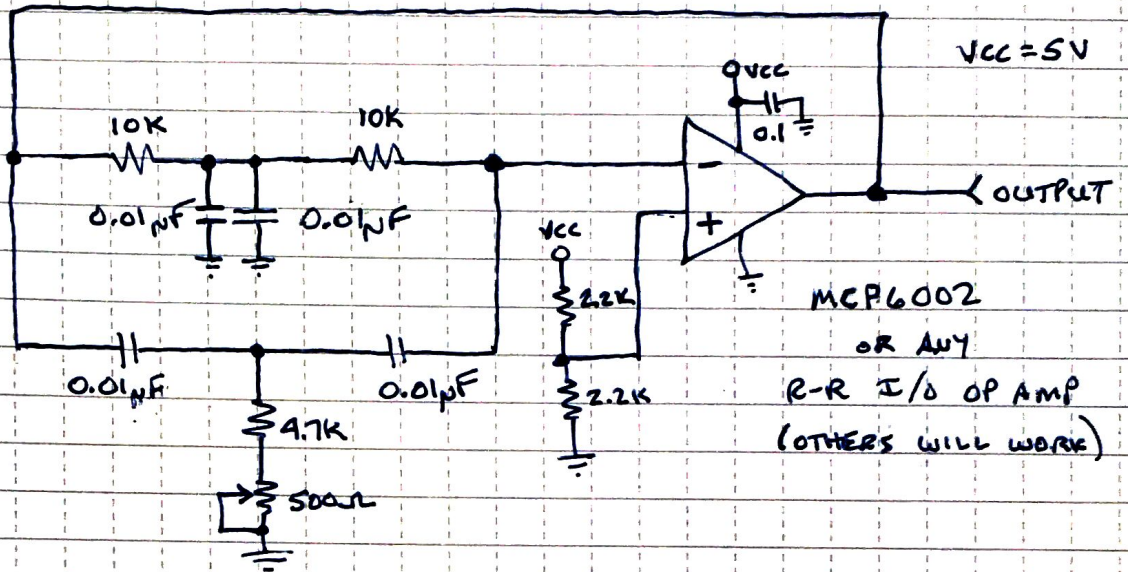 VCC = 5V
VCC
0.1
10K
10K
0.01µF
0.01µF
-
+
OUTPUT
VCC
2.2K
2.2K
MCP6002
OR ANY
R-R I/O OP AMP
(OTHERS WILL WORK)
0.01µF
0.01µF
4.7K
500Ω